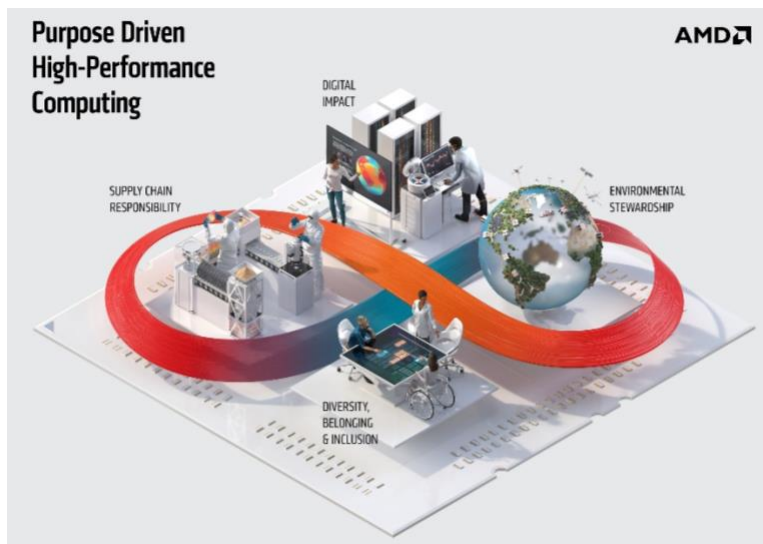 Purpose Driven
High-Performance
Computing
AMD
DIGITAL
IMPACT
SUPPLY CHAIN
RESPONSIBILITY
ENVIRONMENTAL
STEWARDSHIP
DIVERSITY,
BELONGING
& INCLUSION